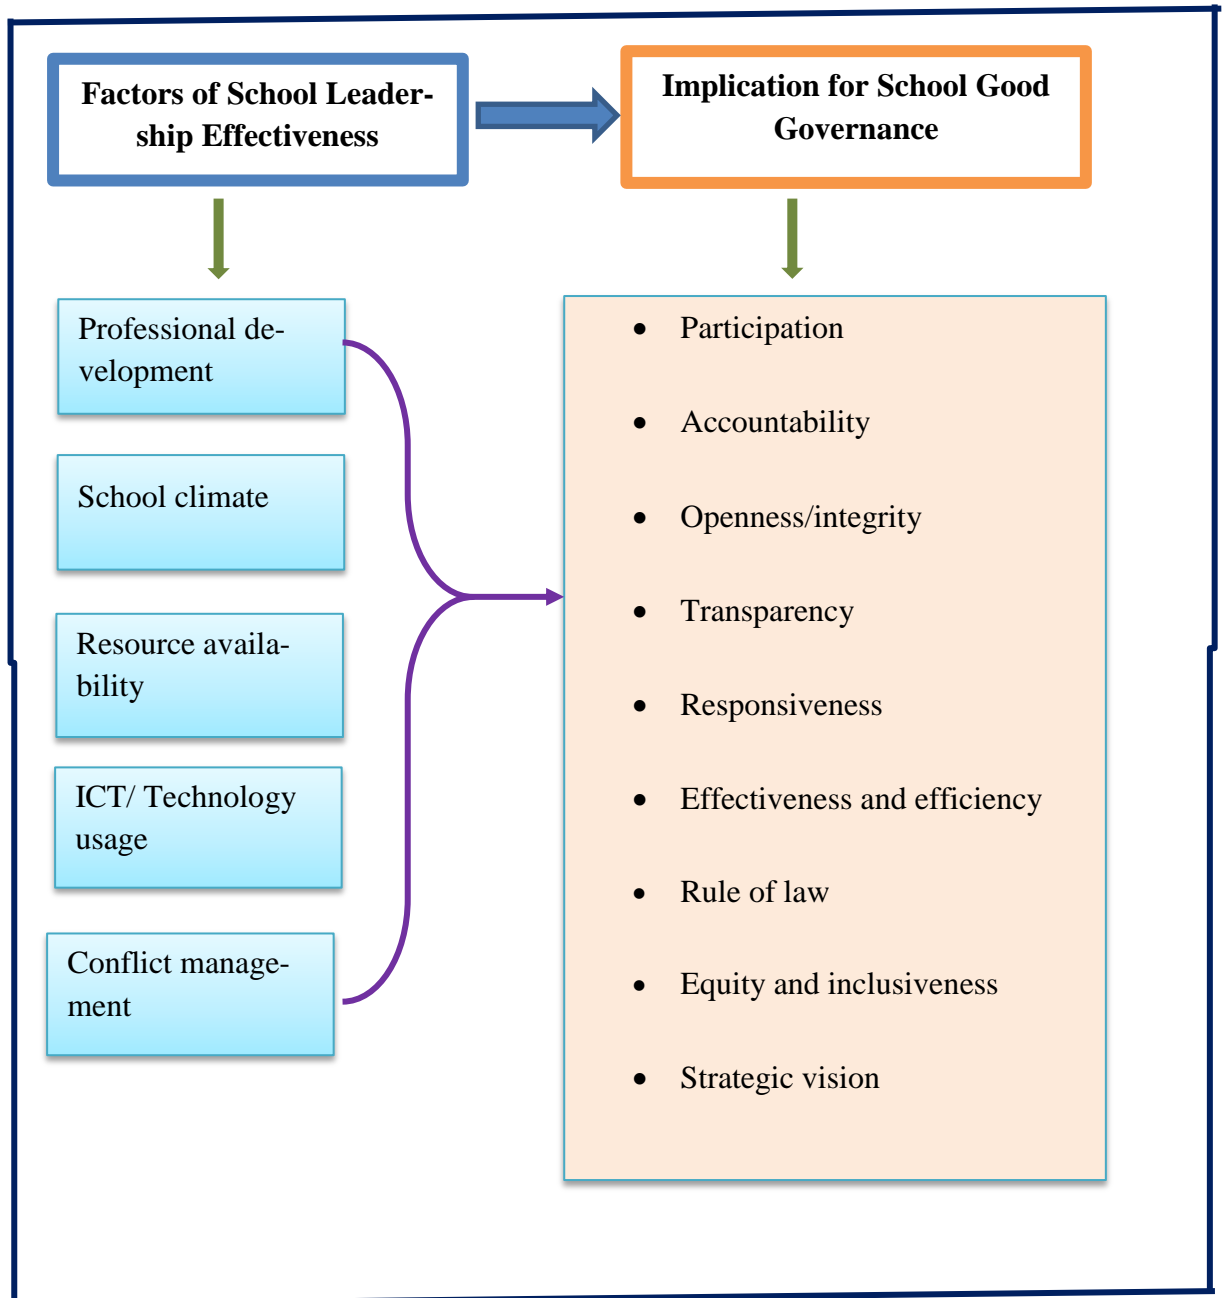 Factors of School Leader-
ship Effectiveness
Implication for School Good
Governance
Professional de-
velopment
School climate
Resource availa-
bility
ICT/ Technology
usage
Conflict manage-
ment
• Participation
• Accountability
• Openness/integrity
• Transparency
• Responsiveness
• Effectiveness and efficiency
• Rule of law
• Equity and inclusiveness
• Strategic vision